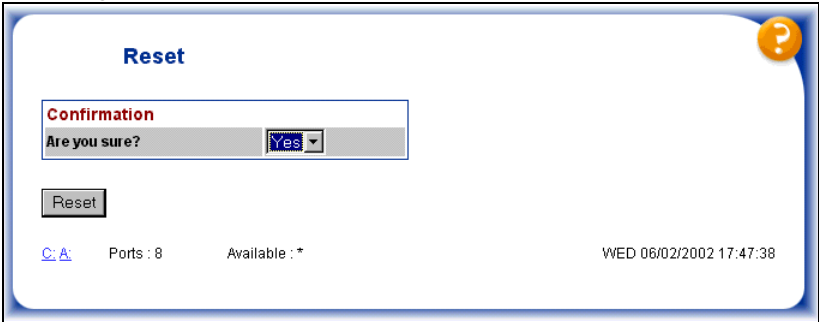 ?
Reset
Confirmation
Are you sure? Yes
Reset
C: A: Ports : 8 Available : * WED 06/02/2002 17:47:38